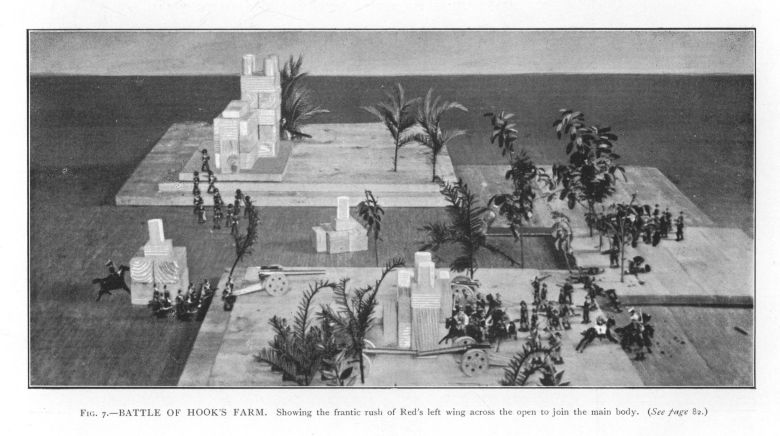 FIG. 7.—BATTLE OF HOOK'S FARM. Showing the frantic rush of Red's left wing across the open to join the main body. (See page 82.)